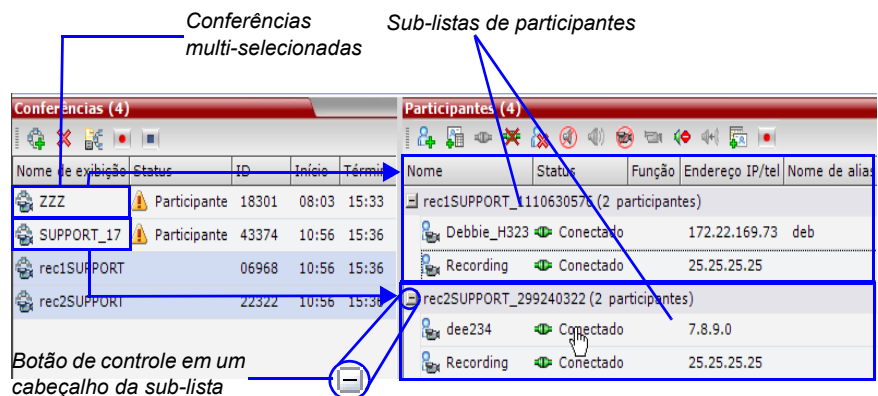 Conferências
multi-selecionadas
Sub-listas de participantes
Conferências (4)
Participantes (4)
Nome de exibição Status ID Início Términ
Nome Status Função Endereço IP/tel Nome de alias
ZZZ Participante 18301 08:03 15:33
SUPPORT_17 Participante 43374 10:56 15:36
rec1SUPPORT 06968 10:56 15:36
rec2SUPPORT 22322 10:56 15:36
rec1SUPPORT_1110630576 (2 participantes)
Debbie_H323 Conectado 172.22.169.73 deb
Recording Conectado 25.25.25.25
rec2SUPPORT_299240322 (2 participantes)
dee234 Conectado 7.8.9.0
Recording Conectado 25.25.25.25
Botão de controle em um
cabeçalho da sub-lista